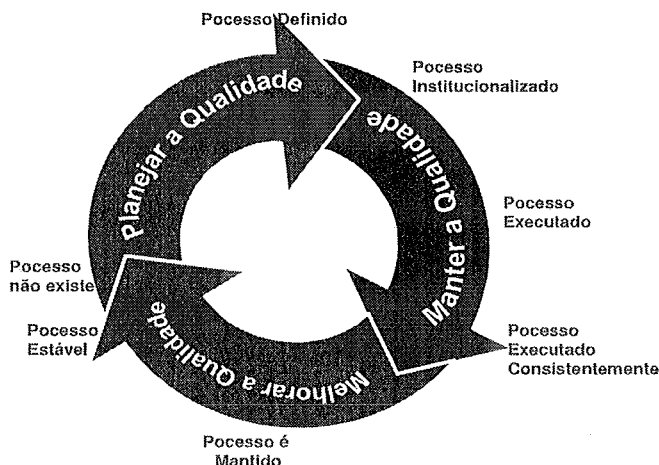 Pocesso Definido
Pocesso
Institucionalizado
Planejar a Qualidade
Manter a Qualidade
Pocesso
Executado
Pocesso
não existe
Pocesso
Estável
Pocesso
Executado
Consistentemente
Melhorar a Qualidade
Pocesso é
Mantido